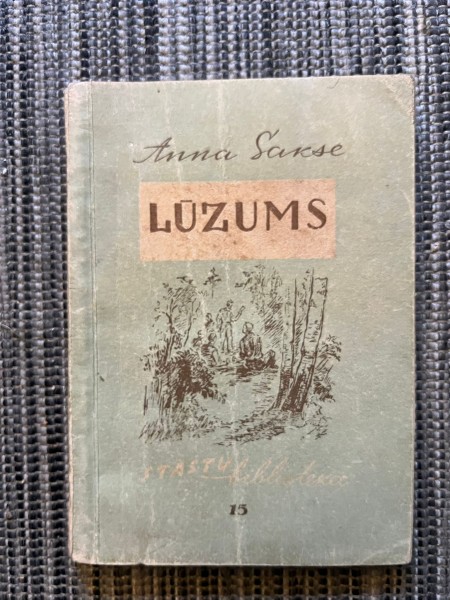 Anna Sakse
LŪZUMS
STĀSTU bibliotēka
15